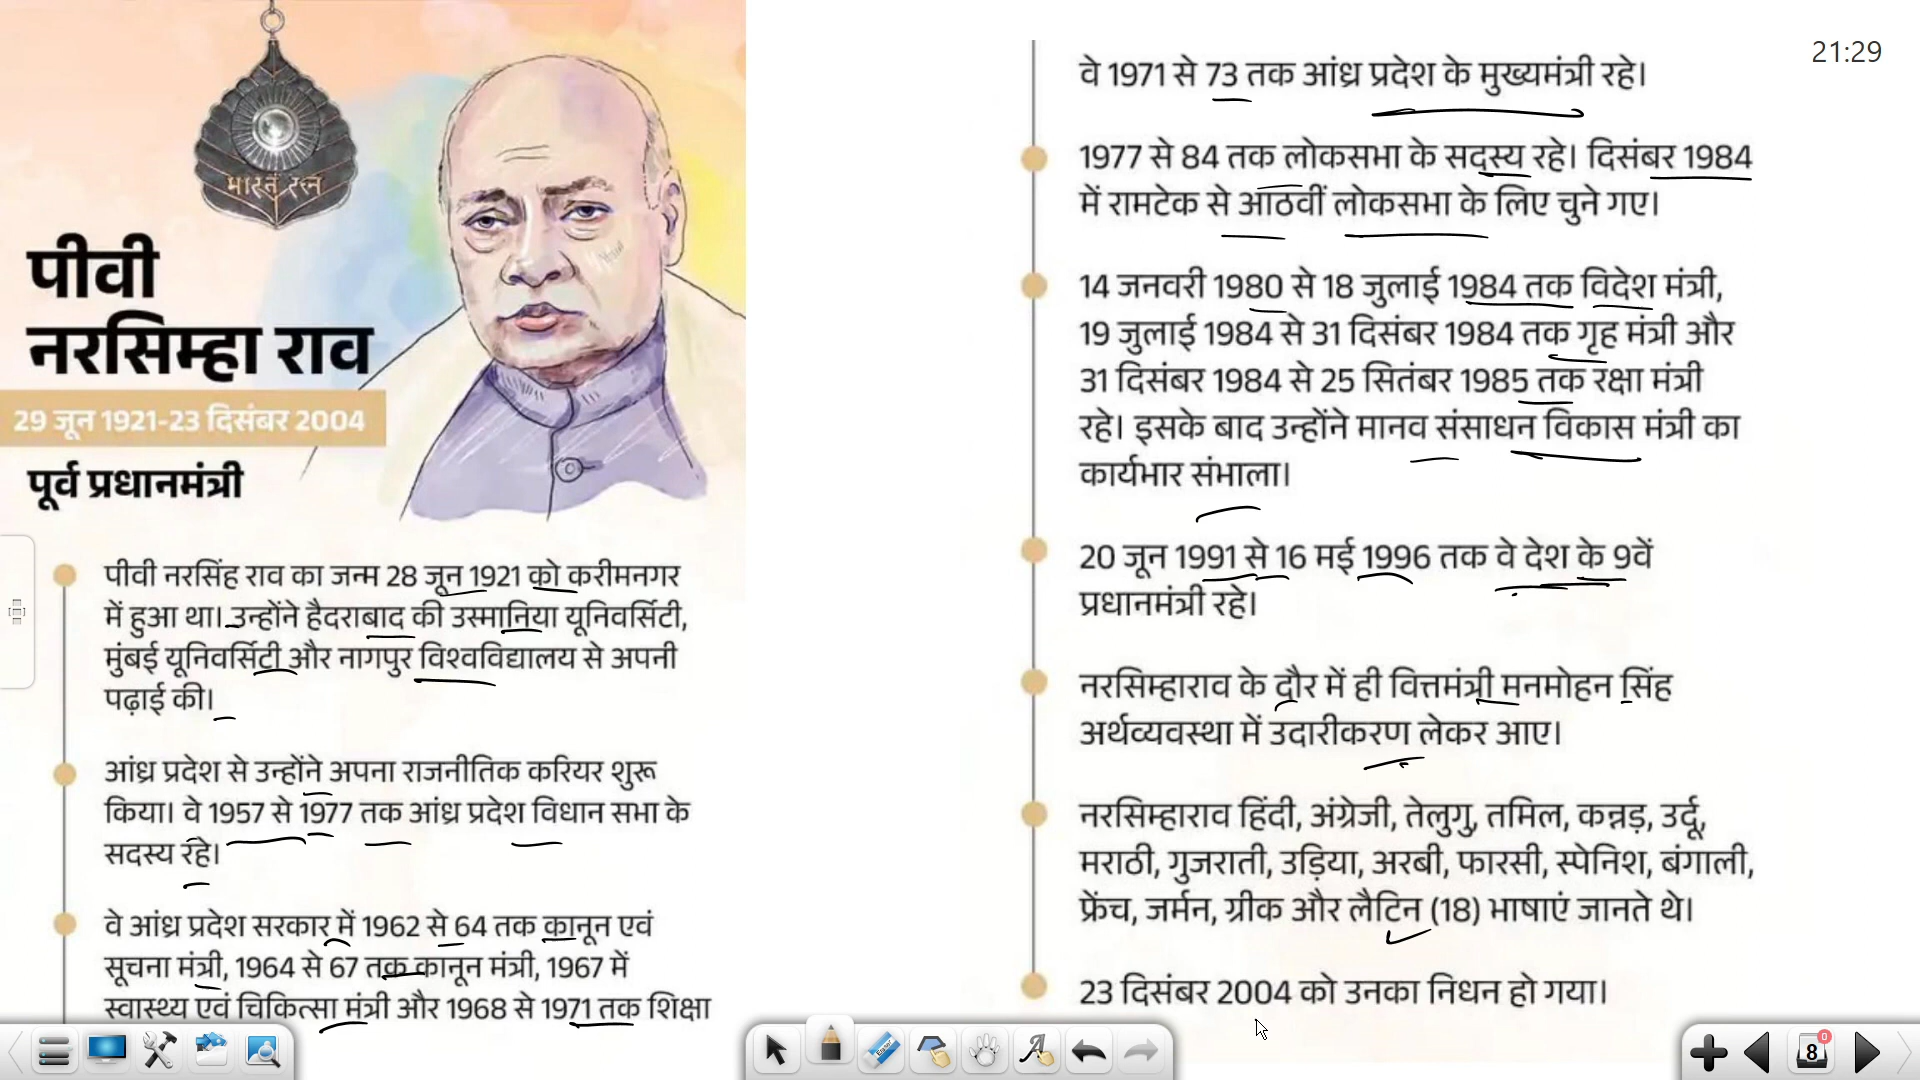 भारत रत्न
पीवी
नरसिम्हा राव
29 जून 1921-23 दिसंबर 2004
पूर्व प्रधानमंत्री
पीवी नरसिंह राव का जन्म 28 जून 1921 को करीमनगर
में हुआ था। उन्होंने हैदराबाद की उस्मानिया यूनिवर्सिटी,
मुंबई यूनिवर्सिटी और नागपुर विश्वविद्यालय से अपनी
पढ़ाई की।
आंध्र प्रदेश से उन्होंने अपना राजनीतिक करियर शुरू
किया। वे 1957 से 1977 तक आंध्र प्रदेश विधान सभा के
सदस्य रहे।
वे आंध्र प्रदेश सरकार में 1962 से 64 तक कानून एवं
सूचना मंत्री, 1964 से 67 तक कानून मंत्री, 1967 में
स्वास्थ्य एवं चिकित्सा मंत्री और 1968 से 1971 तक शिक्षा
21:29
वे 1971 से 73 तक आंध्र प्रदेश के मुख्यमंत्री रहे।
1977 से 84 तक लोकसभा के सदस्य रहे। दिसंबर 1984
में रामटेक से आठवीं लोकसभा के लिए चुने गए।
14 जनवरी 1980 से 18 जुलाई 1984 तक विदेश मंत्री,
19 जुलाई 1984 से 31 दिसंबर 1984 तक गृह मंत्री और
31 दिसंबर 1984 से 25 सितंबर 1985 तक रक्षा मंत्री
रहे। इसके बाद उन्होंने मानव संसाधन विकास मंत्री का
कार्यभार संभाला।
20 जून 1991 से 16 मई 1996 तक वे देश के 9वें
प्रधानमंत्री रहे।
नरसिम्हाराव के दौर में ही वित्तमंत्री मनमोहन सिंह
अर्थव्यवस्था में उदारीकरण लेकर आए।
नरसिम्हाराव हिंदी, अंग्रेजी, तेलुगु, तमिल, कन्नड़, उर्दू,
मराठी, गुजराती, उड़िया, अरबी, फारसी, स्पेनिश, बंगाली,
फ्रेंच, जर्मन, ग्रीक और लैटिन (18) भाषाएं जानते थे।
23 दिसंबर 2004 को उनका निधन हो गया।
Eraser
A
8
0